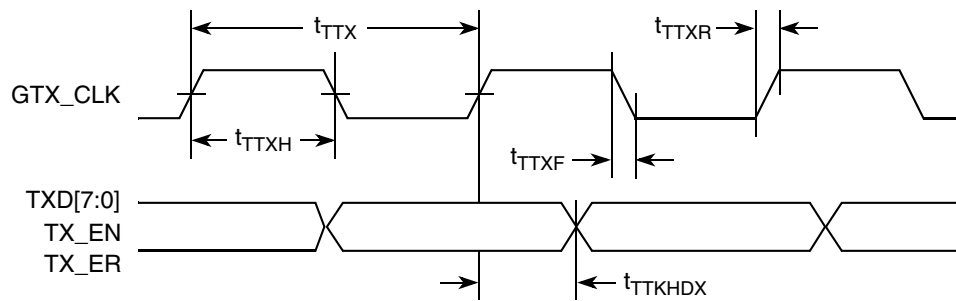 tTTX
tTTXR
GTX_CLK
tTTXH
tTTXF
TXD[7:0]
TX_EN
TX_ER
tTTKHDX